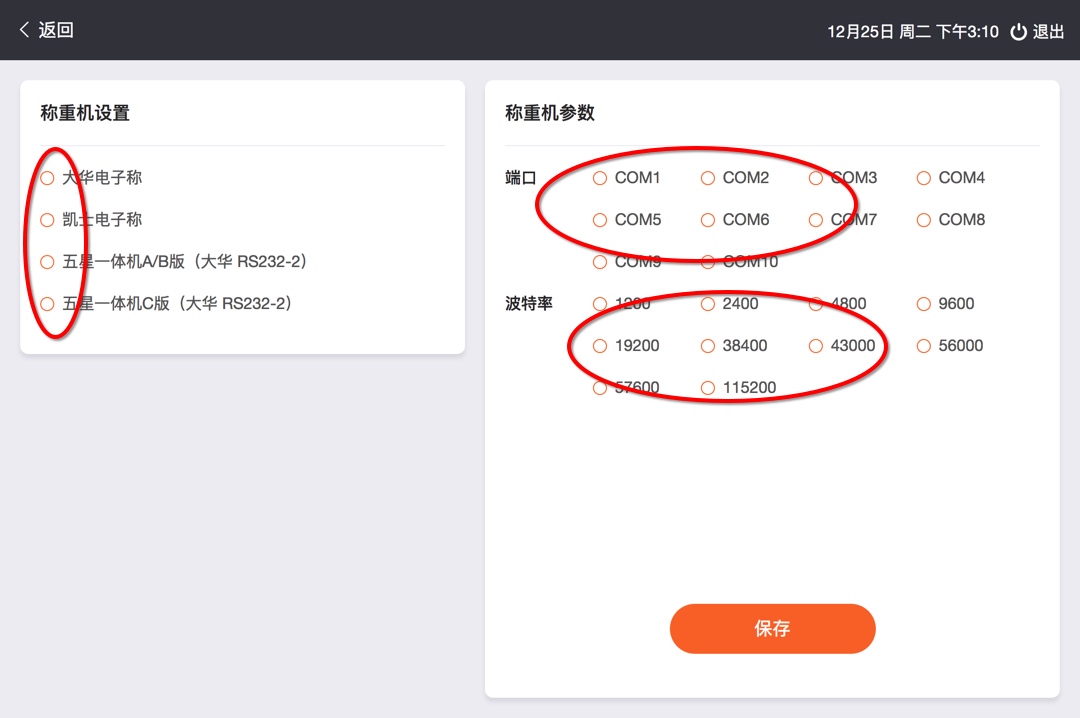 返回
12月25日 周二 下午3:10 退出
称重机设置
大华电子称
凯士电子称
五星一体机A/B版（大华 RS232-2）
五星一体机C版（大华 RS232-2）
称重机参数
端口 COM1 COM2 COM3 COM4
COM5 COM6 COM7 COM8
COM9 COM10
波特率 1200 2400 4800 9600
19200 38400 43000 56000
57600 115200
保存